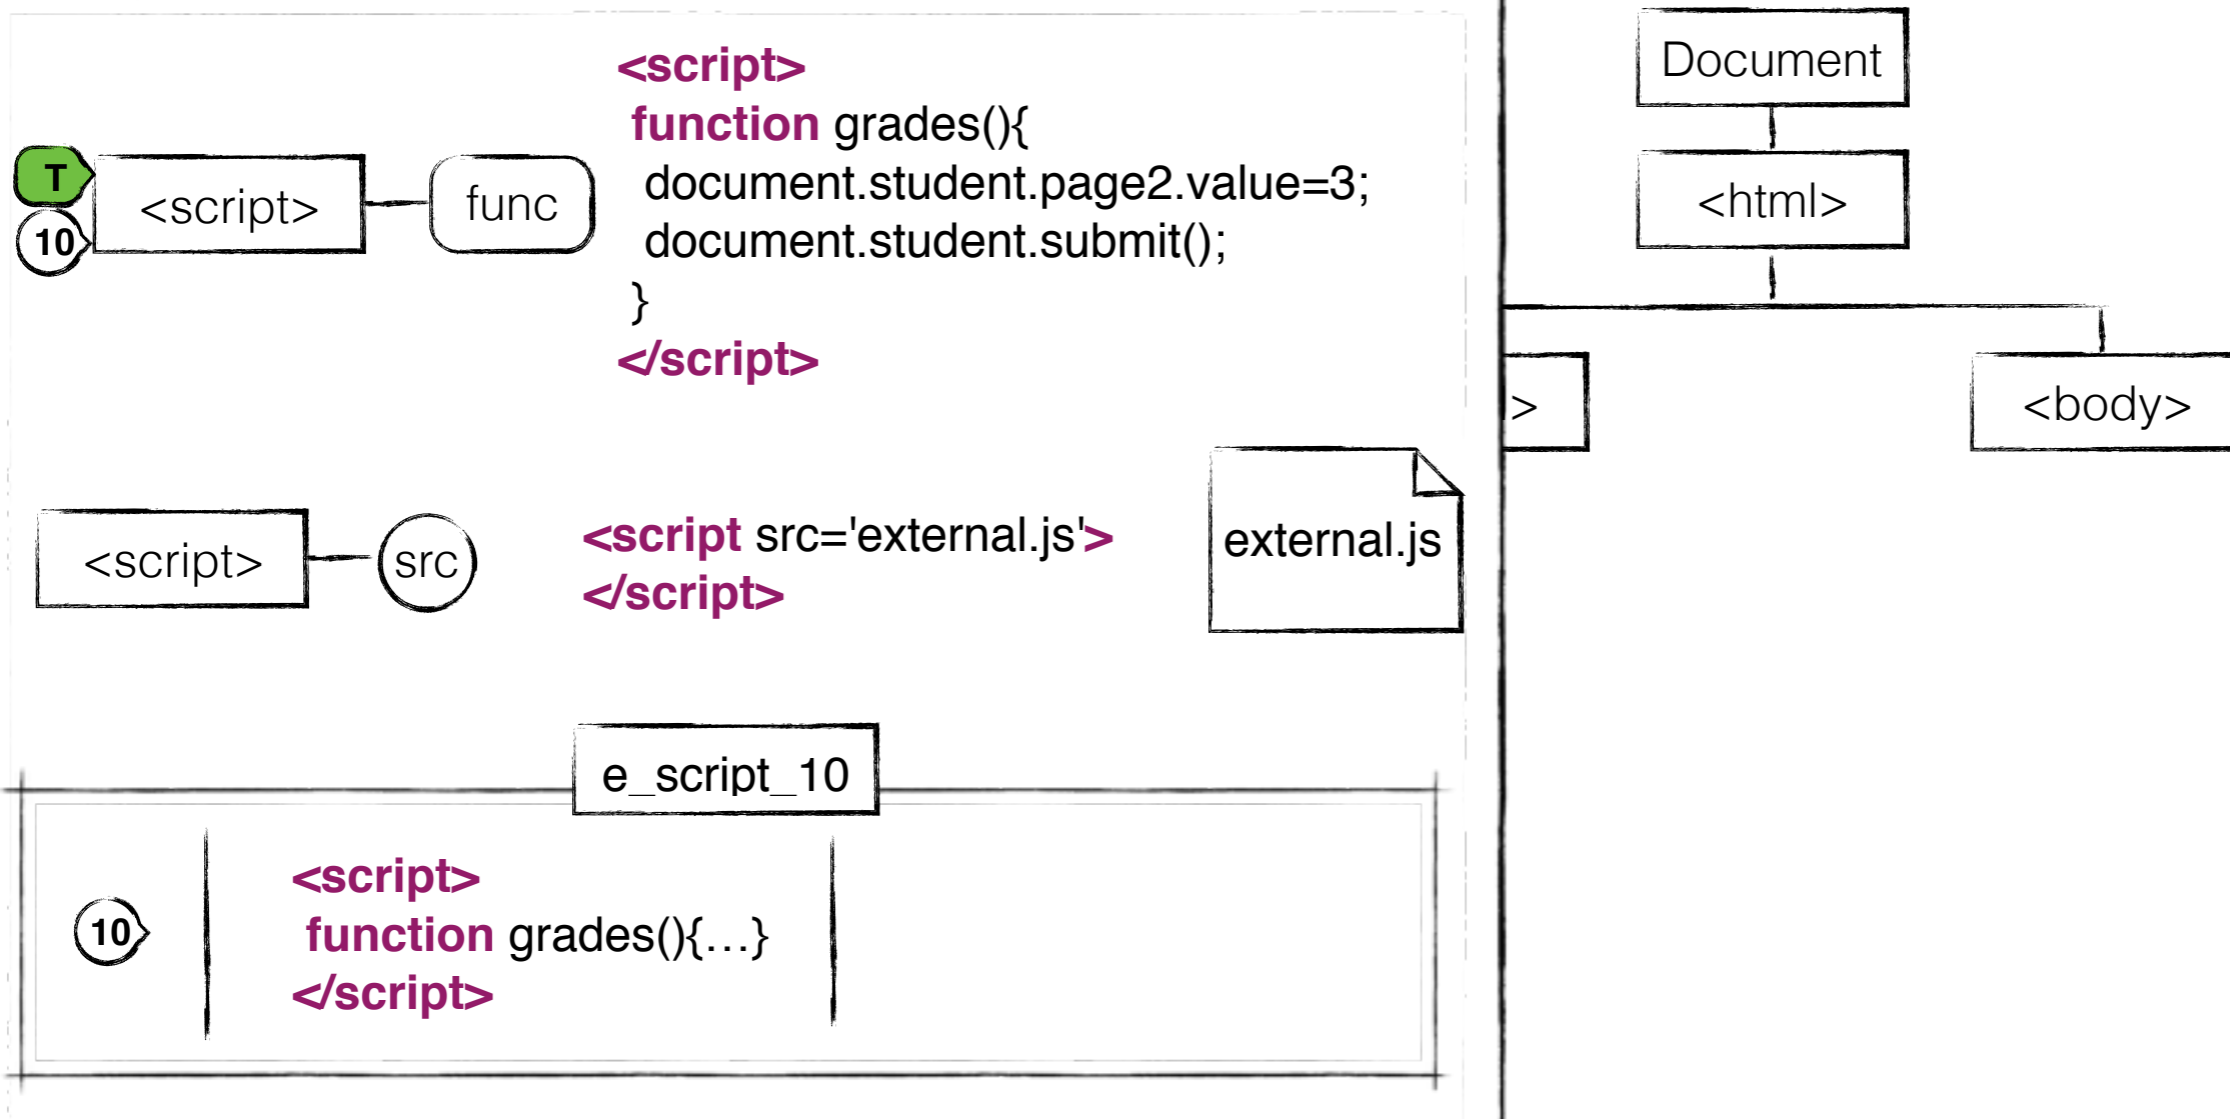 <script>
function grades(){
document.student.page2.value=3;
document.student.submit();
}
</script>
T
10
<script>
func
<script>
src
<script src='external.js'>
</script>
external.js
e_script_10
10
<script>
function grades(){...}
</script>
Document
<html>
>
<body>